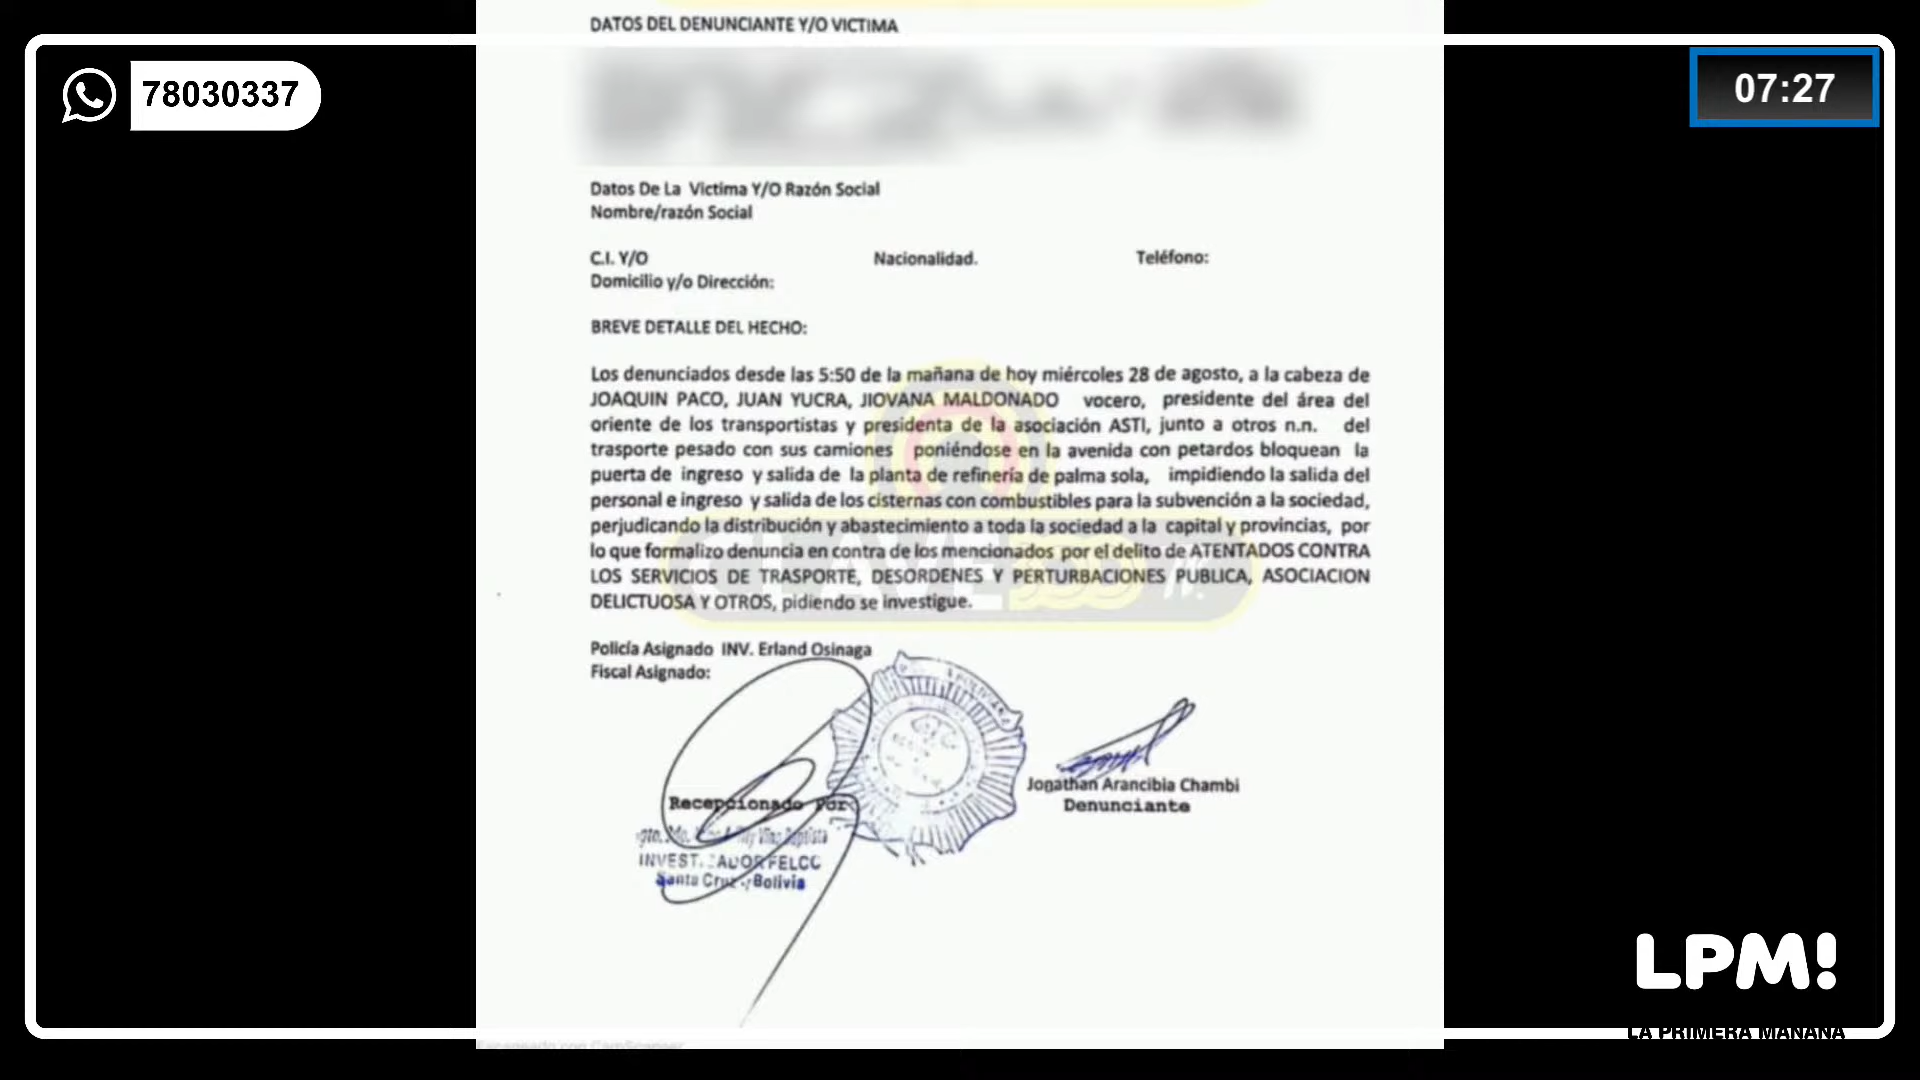 DATOS DEL DENUNCIANTE Y/O VICTIMA
78030337
07:27
Datos De La Victima Y/O Razón Social
Nombre/razón Social
C.I. Y/O Nacionalidad. Teléfono:
Domicilio y/o Dirección:
BREVE DETALLE DEL HECHO:
Los denunciados desde las 5:50 de la mañana de hoy miércoles 28 de agosto, a la cabeza de
JOAQUIN PACO, JUAN YUCRA, JIOVANA MALDONADO vocero, presidente del área del
oriente de los transportistas y presidenta de la asociación ASTI, junto a otros n.n. del
trasporte pesado con sus camiones poniéndose en la avenida con petardos bloquean la
puerta de ingreso y salida de la planta de refinería de palma sola, impidiendo la salida del
personal e ingreso y salida de los cisternas con combustibles para la subvención a la sociedad,
perjudicando la distribución y abastecimiento a toda la sociedad a la capital y provincias, por
lo que formalizo denuncia en contra de los mencionados por el delito de ATENTADOS CONTRA
LOS SERVICIOS DE TRASPORTE, DESORDENES Y PERTURBACIONES PUBLICA, ASOCIACION
DELICTUOSA Y OTROS, pidiendo se investigue.
CLAVE
Policía Asignado INV. Erland Osinaga
Fiscal Asignado:
Jonathan Arancibia Chambi
Denunciante
Recepcionado Por
Santa Cruz - Bolivia
LPM!
LA PRIMERA MAÑANA
Escaneado con CamScanner